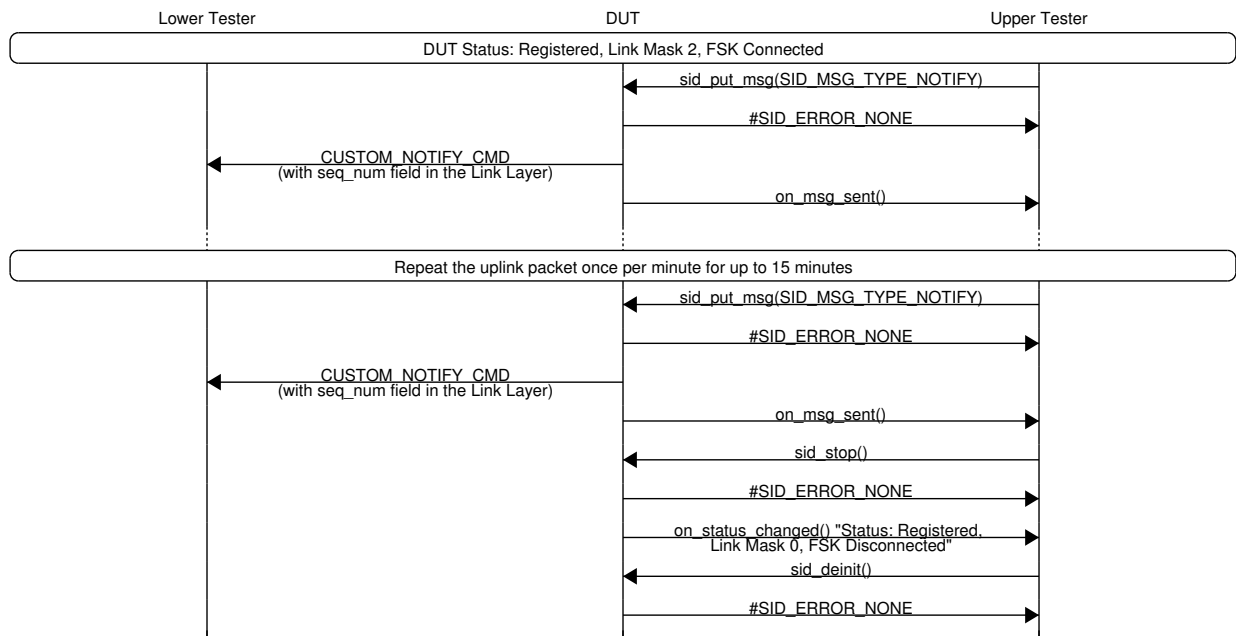 Lower Tester DUT Upper Tester
DUT Status: Registered, Link Mask 2, FSK Connected
sid_put_msg(SID_MSG_TYPE_NOTIFY)
#SID_ERROR_NONE
CUSTOM_NOTIFY_CMD
(with seq_num field in the Link Layer)
on_msg_sent()
Repeat the uplink packet once per minute for up to 15 minutes
sid_put_msg(SID_MSG_TYPE_NOTIFY)
#SID_ERROR_NONE
CUSTOM_NOTIFY_CMD
(with seq_num field in the Link Layer)
on_msg_sent()
sid_stop()
#SID_ERROR_NONE
on_status_changed() "Status: Registered,
Link Mask 0, FSK Disconnected"
sid_deinit()
#SID_ERROR_NONE